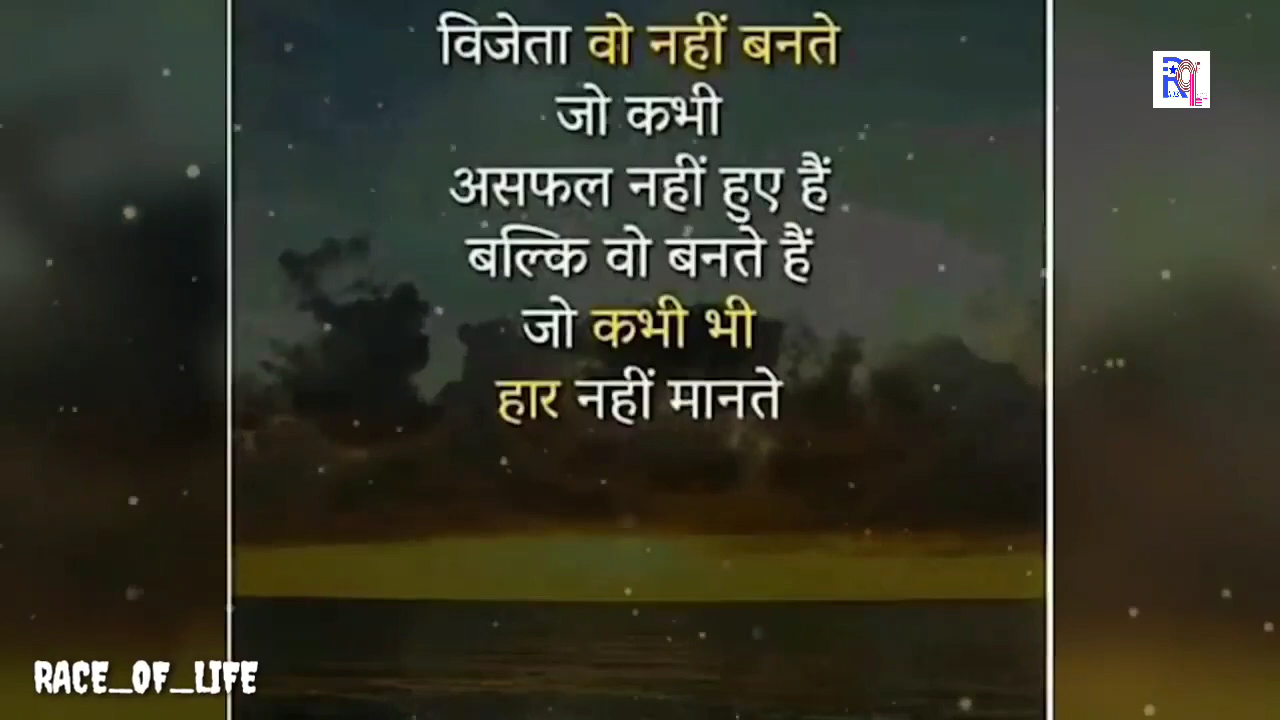 विजेता वो नहीं बनते
जो कभी
असफल नहीं हुए हैं
बल्कि वो बनते हैं
जो कभी भी
हार नहीं मानते
RACE_OF_LIFE